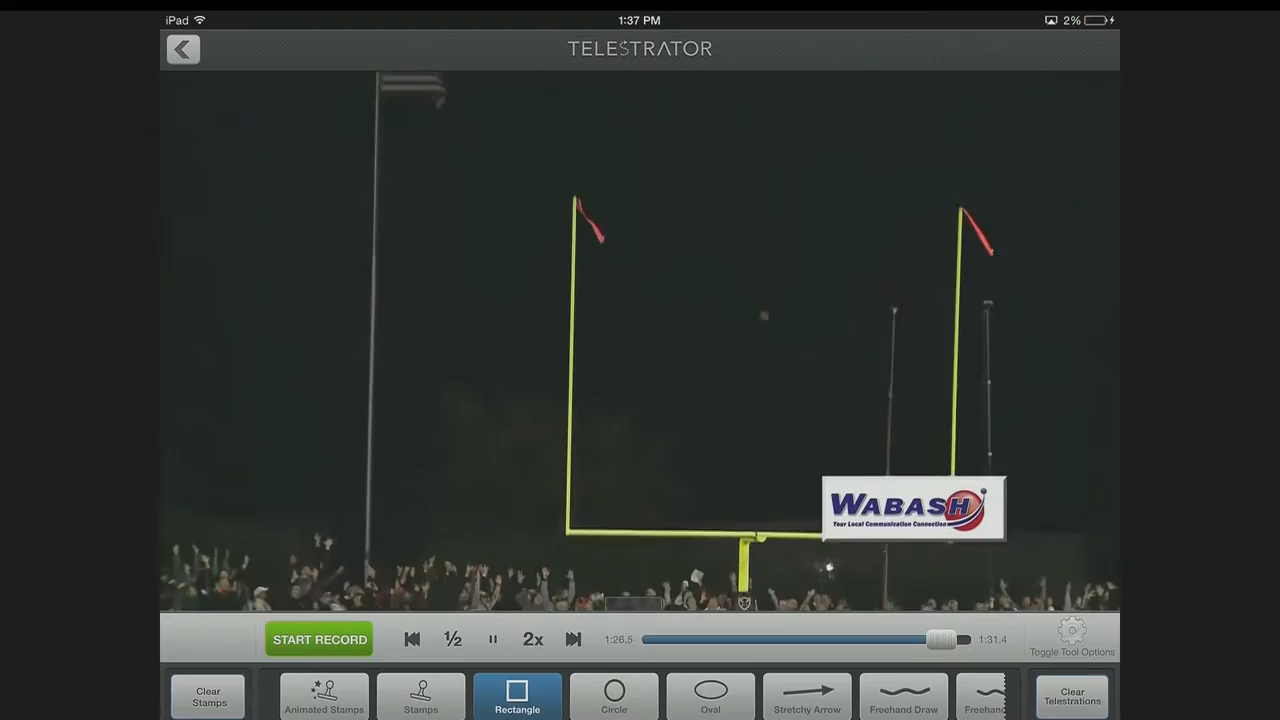 iPad
1:37 PM
2%
TELESTRATOR
WABASH
Your Local Communication Connection
START RECORD
½
2x
1:26.5
1:31.4
Toggle Tool Options
Clear
Stamps
Animated Stamps
Stamps
Rectangle
Circle
Oval
Stretchy Arrow
Freehand Draw
Freehand
Clear
Telestrations